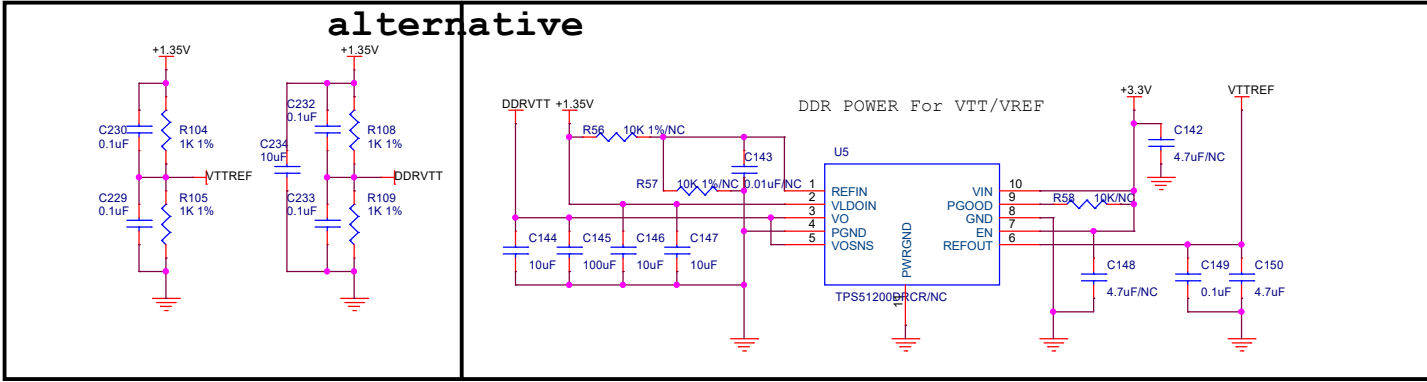 alternative
+1.35V
+1.35V
C230
0.1uF
R104
1K 1%
C232
0.1uF
R108
1K 1%
C234
10uF
VTTREF
DDRVTT
C229
0.1uF
R105
1K 1%
C233
0.1uF
R109
1K 1%
DDR POWER For VTT/VREF
DDRVTT
+1.35V
+3.3V
VTTREF
R56
10K 1%/NC
C142
4.7uF/NC
C143
0.01uF/NC
R57
10K 1%/NC
U5
1
REFIN
2
VLDOIN
3
VO
4
PGND
5
VOSNS
PWRGND
VIN
10
PGOOD
9
GND
8
EN
7
REFOUT
6
R58
10K/NC
C144
10uF
C145
100uF
C146
10uF
C147
10uF
TPS51200DRCR/NC
C148
4.7uF/NC
C149
0.1uF
C150
4.7uF